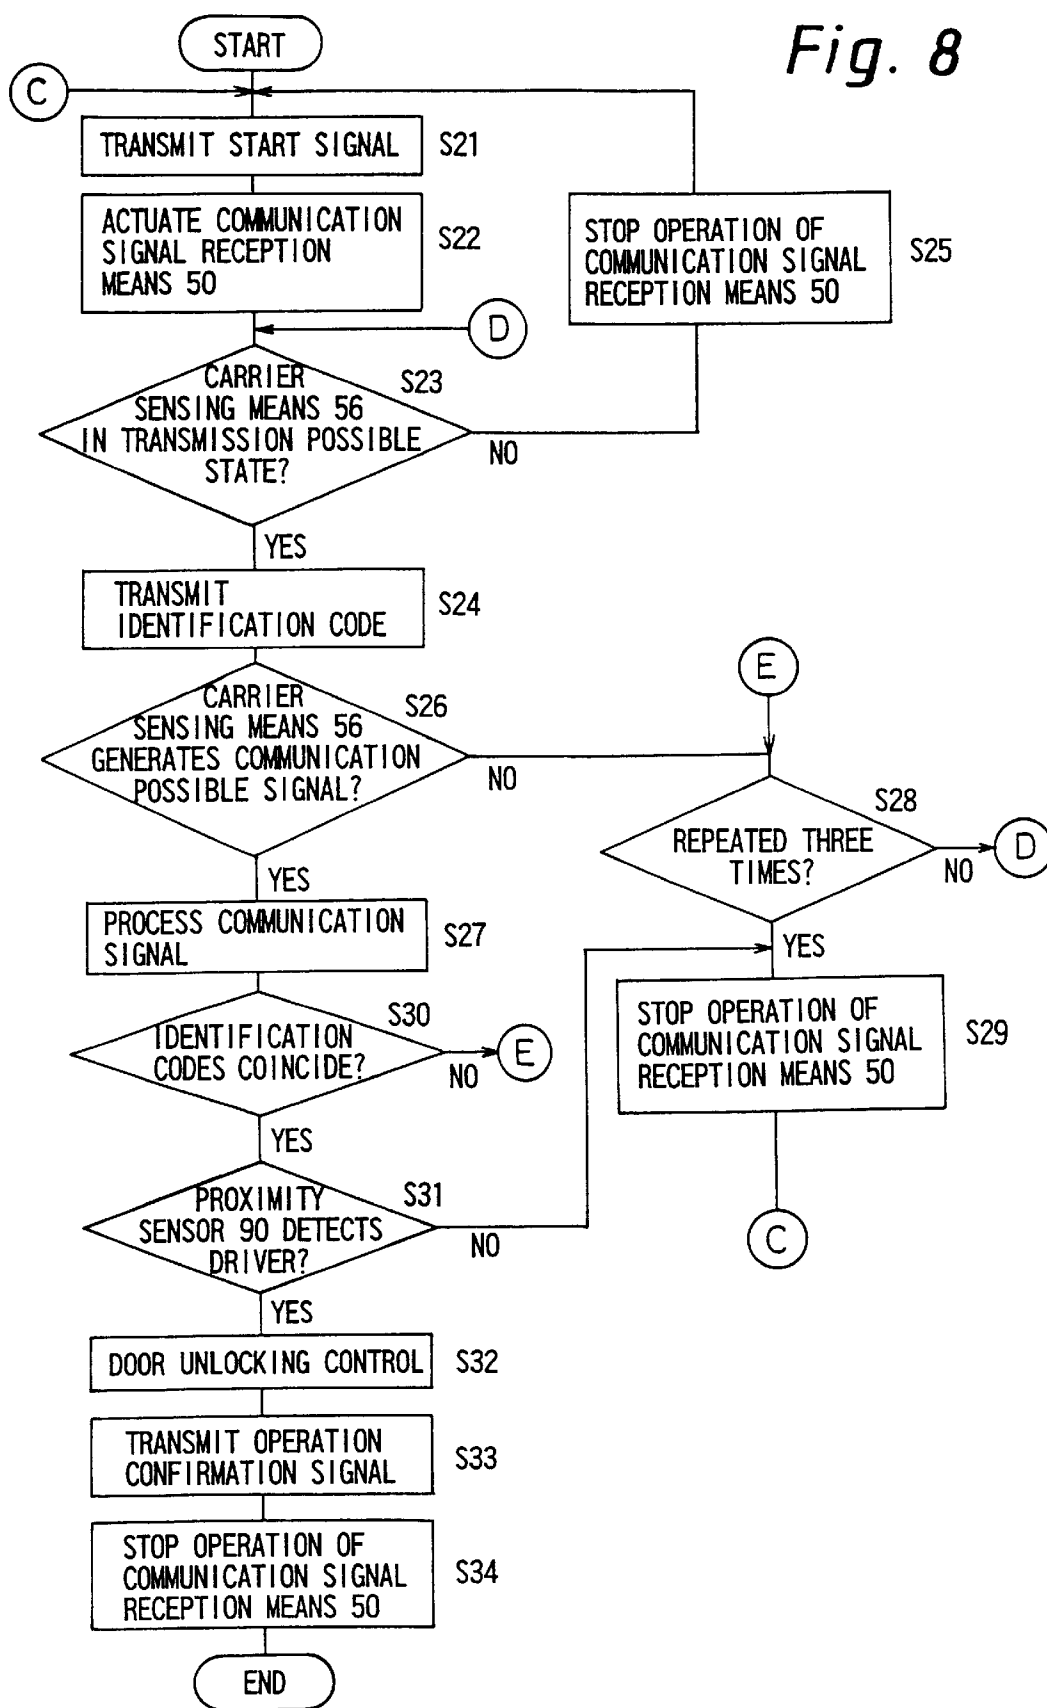 Fig. 8
START
C
TRANSMIT START SIGNAL
S21
ACTUATE COMMUNICATION
SIGNAL RECEPTION
MEANS 50
S22
STOP OPERATION OF
COMMUNICATION SIGNAL
RECEPTION MEANS 50
S25
D
CARRIER
SENSING MEANS 56
IN TRANSMISSION POSSIBLE
STATE?
S23
NO
YES
TRANSMIT
IDENTIFICATION CODE
S24
E
CARRIER
SENSING MEANS 56
GENERATES COMMUNICATION
POSSIBLE SIGNAL?
S26
NO
YES
REPEATED THREE
TIMES?
S28
NO
D
YES
PROCESS COMMUNICATION
SIGNAL
S27
STOP OPERATION OF
COMMUNICATION SIGNAL
RECEPTION MEANS 50
S29
C
IDENTIFICATION
CODES COINCIDE?
S30
NO
E
YES
PROXIMITY
SENSOR 90 DETECTS
DRIVER?
S31
NO
YES
DOOR UNLOCKING CONTROL
S32
TRANSMIT OPERATION
CONFIRMATION SIGNAL
S33
STOP OPERATION OF
COMMUNICATION SIGNAL
RECEPTION MEANS 50
S34
END